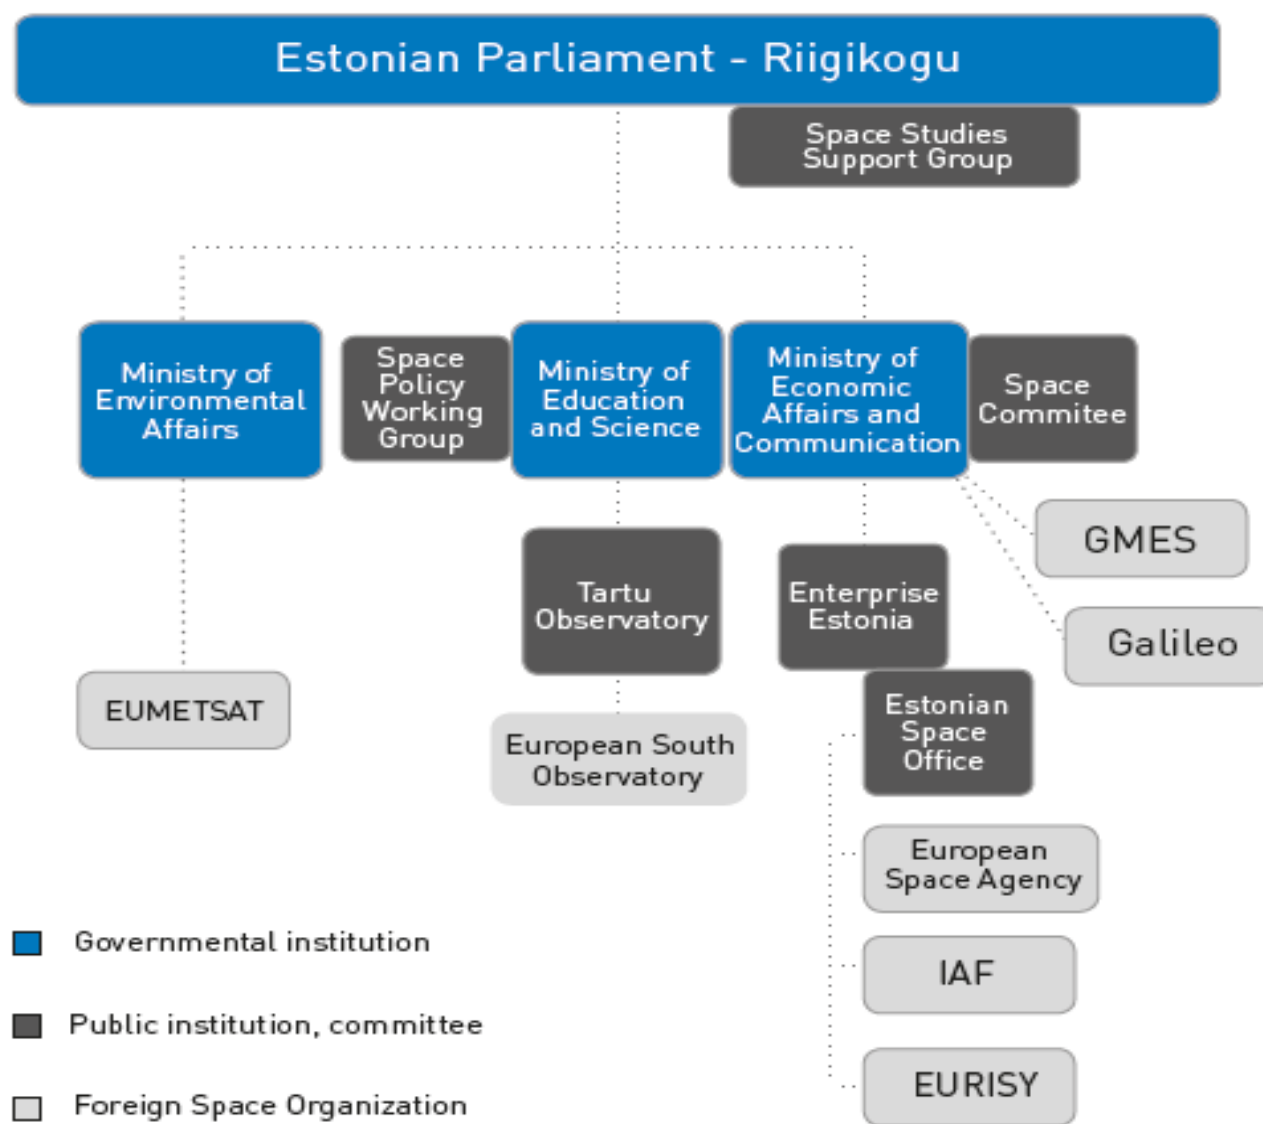 Estonian Parliament - Riigikogu
Space Studies
Support Group
Ministry of
Environmental
Affairs
Space
Policy
Working
Group
Ministry of
Education
and Science
Ministry of
Economic
Affairs and
Communication
Space
Commitee
GMES
Galileo
Tartu
Observatory
Enterprise
Estonia
EUMETSAT
European South
Observatory
Estonian
Space
Office
European
Space Agency
IAF
EURISY
Governmental institution
Public institution, committee
Foreign Space Organization